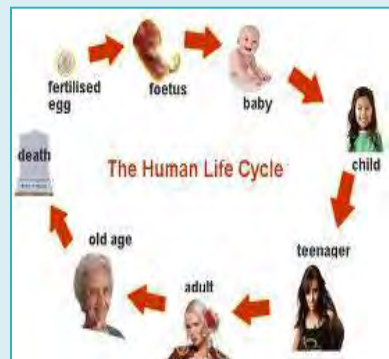 fertilised
egg
foetus
baby
child
teenager
adult
old age
death
The Human Life Cycle